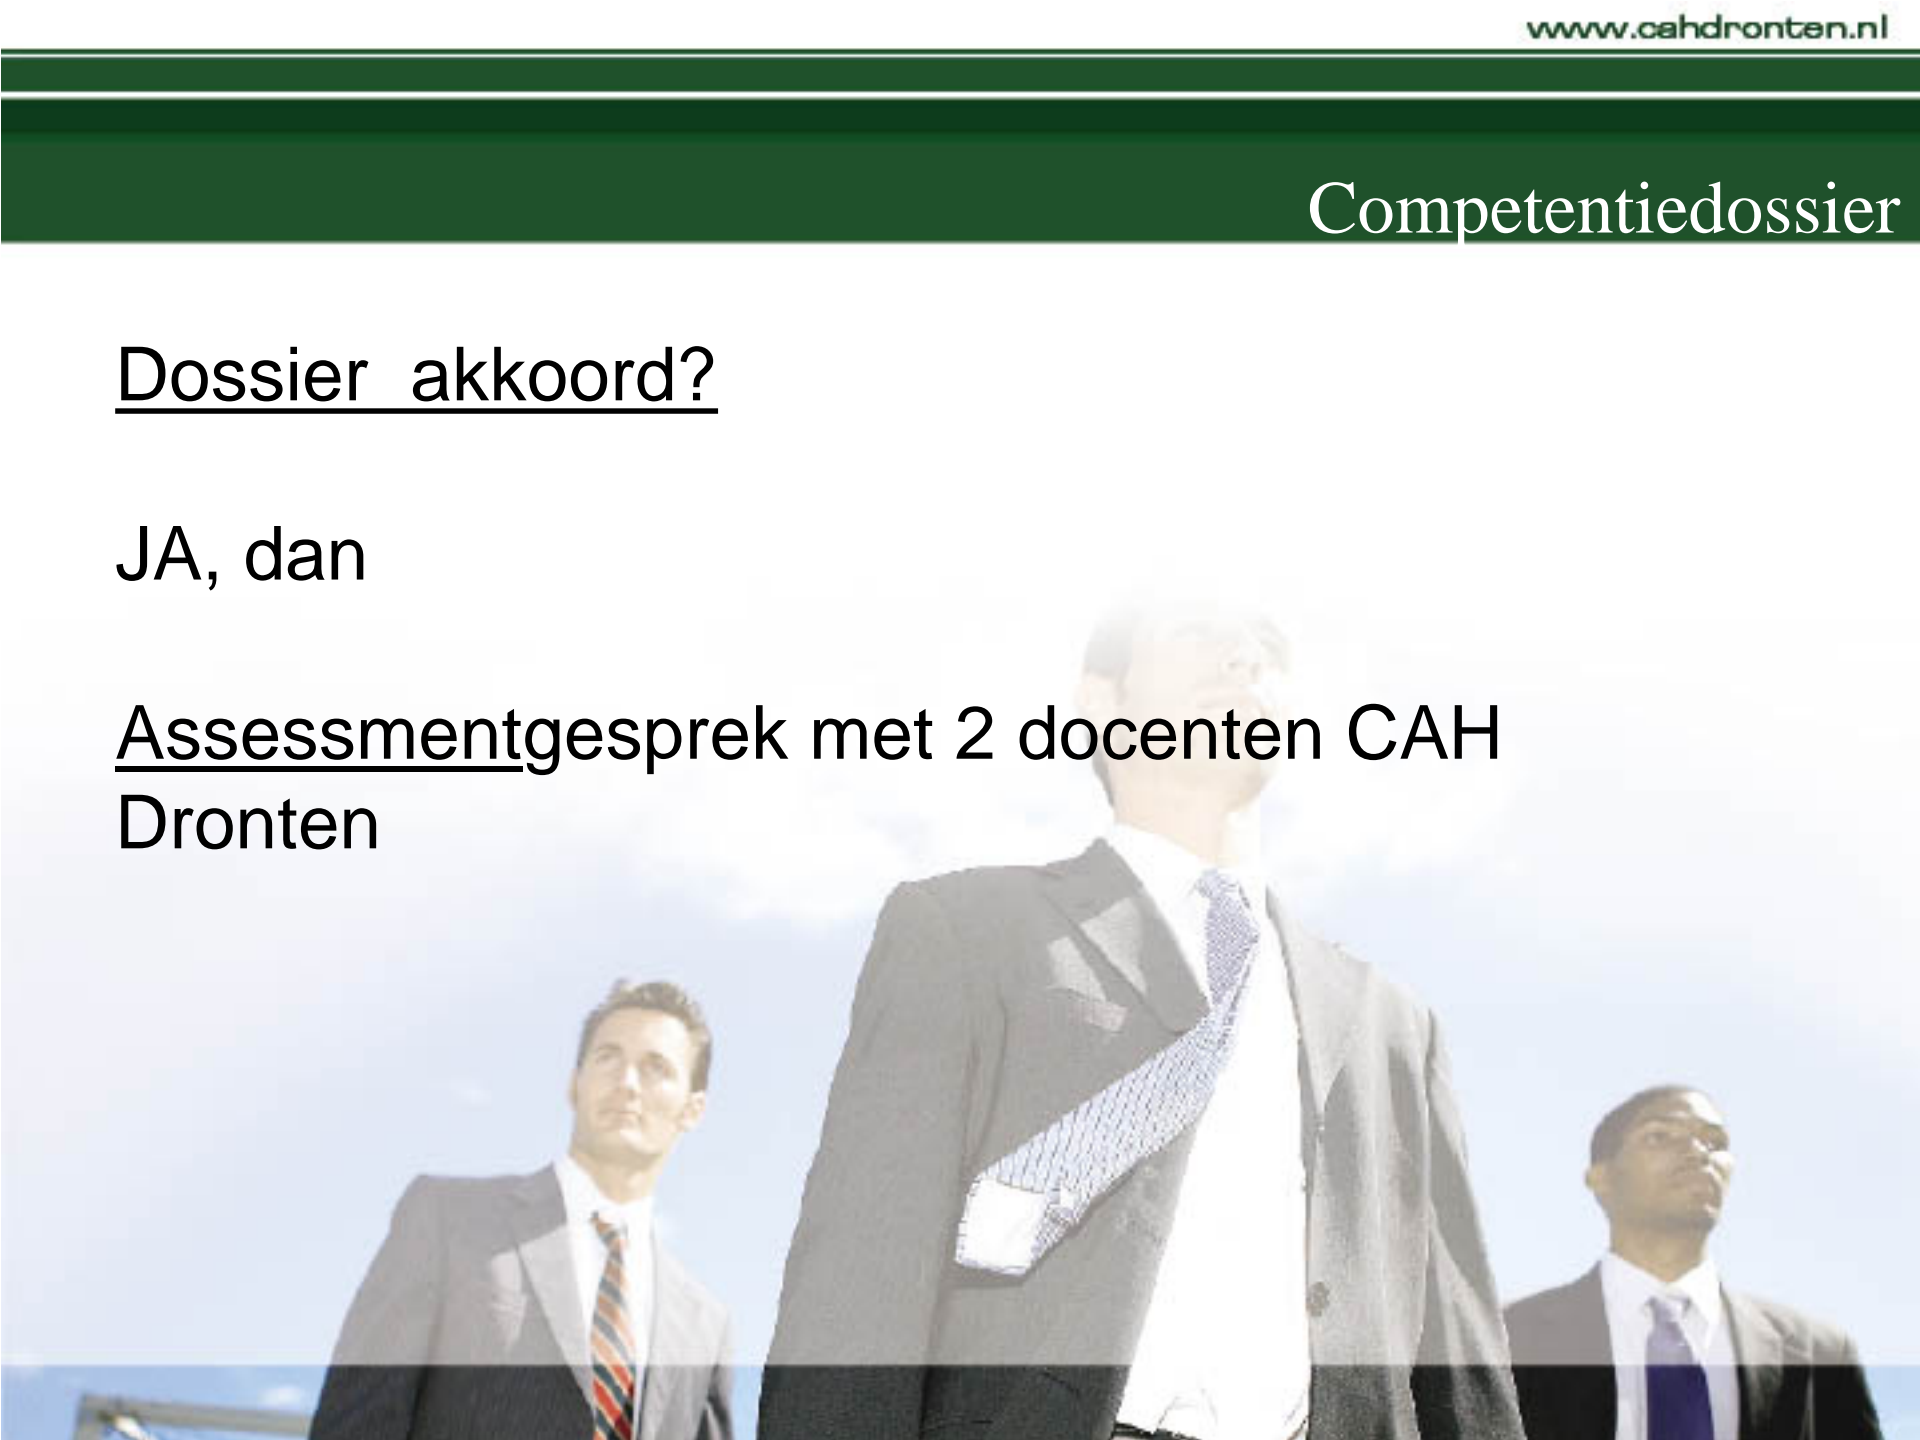 www.cahdronten.nl
Competentiedossier
Dossier  akkoord?
JA, dan
Assessmentgesprek met 2 docenten CAH
Dronten